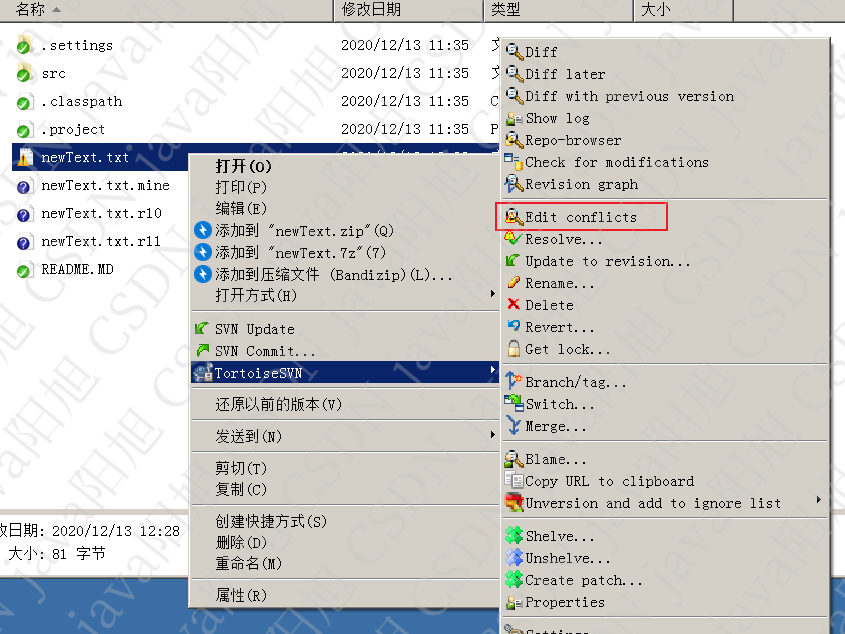 名称 修改日期 类型 大小
.settings 2020/12/13 11:35 文
src 2020/12/13 11:35 文
.classpath 2020/12/13 11:35 C
.project 2020/12/13 11:35 P
newText.txt
newText.txt.mine
newText.txt.r10
newText.txt.r11
README.MD
改日期: 2020/12/13 12:28
大小: 81 字节
打开(O)
打印(P)
编辑(E)
添加到 "newText.zip"(Q)
添加到 "newText.7z"(7)
添加到压缩文件 (Bandizip)(L)...
打开方式(H)
SVN Update
SVN Commit...
TortoiseSVN
还原以前的版本(V)
发送到(N)
剪切(T)
复制(C)
创建快捷方式(S)
删除(D)
重命名(M)
属性(R)
Diff
Diff later
Diff with previous version
Show log
Repo-browser
Check for modifications
Revision graph
Edit conflicts
Resolve...
Update to revision...
Rename...
Delete
Revert...
Get lock...
Branch/tag...
Switch...
Merge...
Blame...
Copy URL to clipboard
Unversion and add to ignore list
Shelve...
Unshelve...
Create patch...
Properties
Settings
CSDN java阳旭